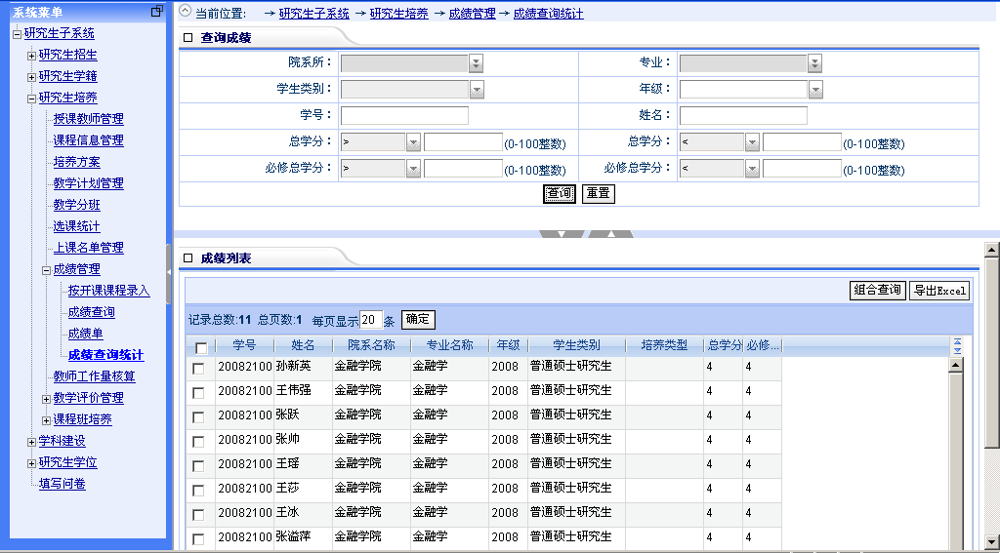 系统菜单
研究生子系统
研究生招生
研究生学籍
研究生培养
授课教师管理
课程信息管理
培养方案
教学计划管理
教学分班
选课统计
上课名单管理
成绩管理
按开课课程录入
成绩查询
成绩单
成绩查询统计
教师工作量核算
教学评价管理
课程班培养
学科建设
研究生学位
填写问卷
当前位置: →研究生子系统 →研究生培养 →成绩管理→成绩查询统计
查询成绩
院系所: 专业:
学生类别: 年级:
学号: 姓名:
总学分: > (0-100整数) 总学分: < (0-100整数)
必修总学分: > (0-100整数) 必修总学分: < (0-100整数)
查询 重置
成绩列表
组合查询 导出Excel
记录总数:11 总页数:1 每页显示20条 确定
学号 姓名 院系名称 专业名称 年级 学生类别 培养类型 总学分 必修...
20082100 孙新英 金融学院 金融学 2008 普通硕士研究生 4 4
20082100 王伟强 金融学院 金融学 2008 普通硕士研究生 4 4
20082100 张跃 金融学院 金融学 2008 普通硕士研究生 4 4
20082100 张帅 金融学院 金融学 2008 普通硕士研究生 4 4
20082100 王瑶 金融学院 金融学 2008 普通硕士研究生 4 4
20082100 王莎 金融学院 金融学 2008 普通硕士研究生 4 4
20082100 王冰 金融学院 金融学 2008 普通硕士研究生 4 4
20082100 张溢萍 金融学院 金融学 2008 普通硕士研究生 4 4